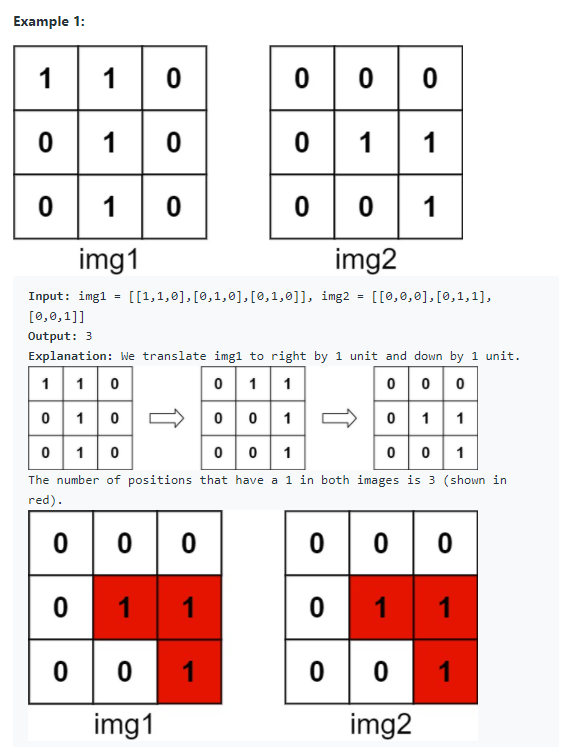 Example 1:
1 1 0 0 0 0
0 1 0 0 1 1
0 1 0 0 0 1
img1 img2
Input: img1 = [[1,1,0],[0,1,0],[0,1,0]], img2 = [[0,0,0],[0,1,1],
[0,0,1]]
Output: 3
Explanation: We translate img1 to right by 1 unit and down by 1 unit.
1 1 0 0 1 1 0 0 0
0 1 0 0 0 1 0 1 1
0 1 0 0 0 1 0 0 1
The number of positions that have a 1 in both images is 3 (shown in
red).
0 0 0 0 0 0
0 1 1 0 1 1
0 0 1 0 0 1
img1 img2